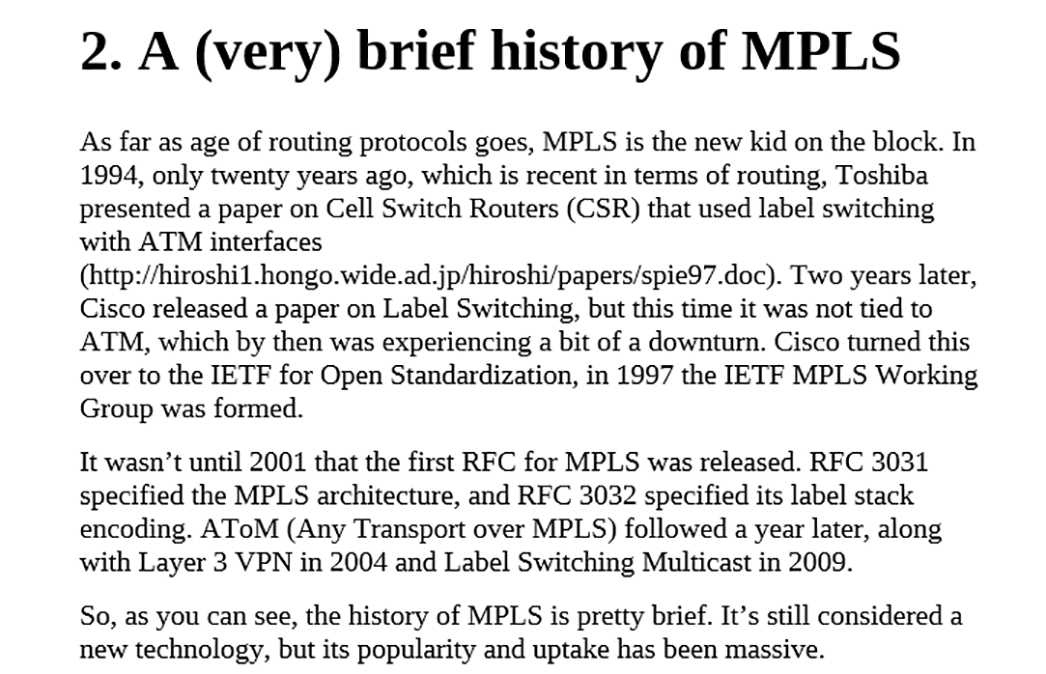 2. A (very) brief history of MPLS
As far as age of routing protocols goes, MPLS is the new kid on the block. In
1994, only twenty years ago, which is recent in terms of routing, Toshiba
presented a paper on Cell Switch Routers (CSR) that used label switching
with ATM interfaces
(http://hiroshi1.hongo.wide.ad.jp/hiroshi/papers/spie97.doc). Two years later,
Cisco released a paper on Label Switching, but this time it was not tied to
ATM, which by then was experiencing a bit of a downturn. Cisco turned this
over to the IETF for Open Standardization, in 1997 the IETF MPLS Working
Group was formed.
It wasn’t until 2001 that the first RFC for MPLS was released. RFC 3031
specified the MPLS architecture, and RFC 3032 specified its label stack
encoding. AToM (Any Transport over MPLS) followed a year later, along
with Layer 3 VPN in 2004 and Label Switching Multicast in 2009.
So, as you can see, the history of MPLS is pretty brief. It’s still considered a
new technology, but its popularity and uptake has been massive.